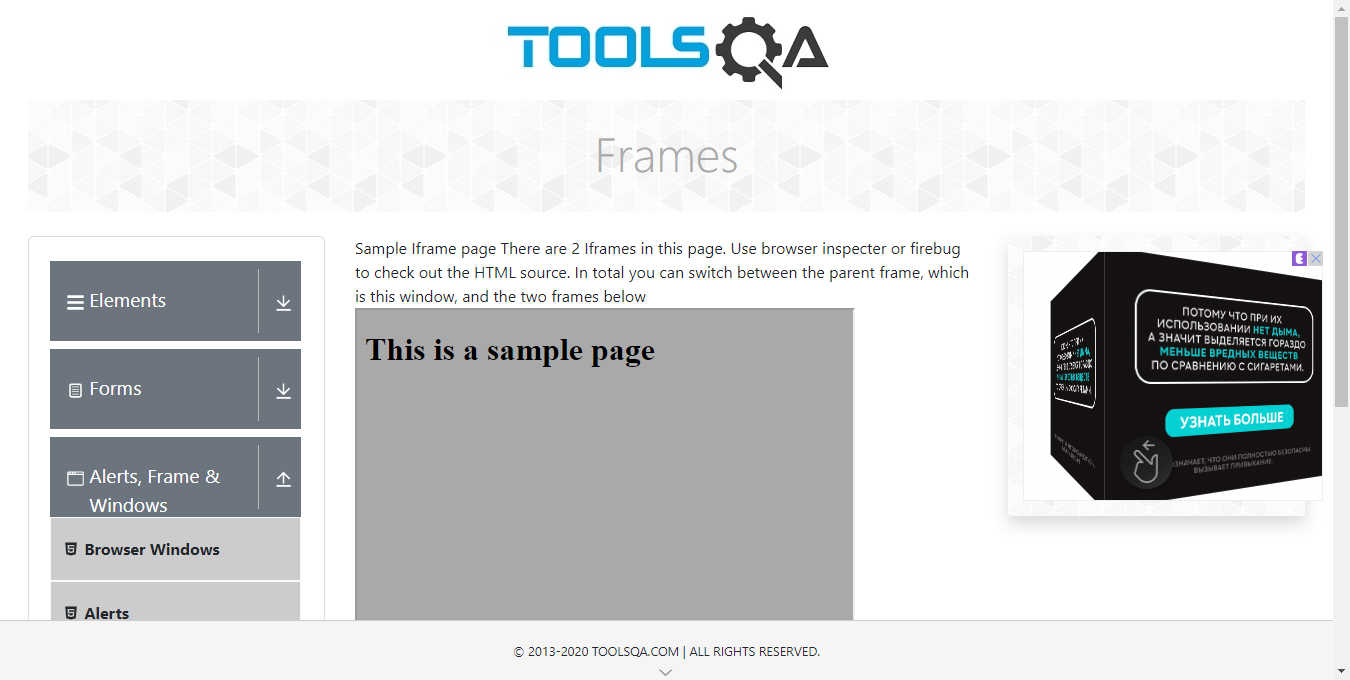 TOOLSQA
Frames
Elements
Forms
Alerts, Frame &
Windows
Browser Windows
Alerts
Sample Iframe page There are 2 Iframes in this page. Use browser inspecter or firebug
to check out the HTML source. In total you can switch between the parent frame, which
is this window, and the two frames below
This is a sample page
ПОТОМУ ЧТО ПРИ ИХ
ИСПОЛЬЗОВАНИИ НЕТ ДЫМА,
А ЗНАЧИТ ВЫДЕЛЯЕТСЯ ГОРАЗДО
МЕНЬШЕ ВРЕДНЫХ ВЕЩЕСТВ
ПО СРАВНЕНИЮ С СИГАРЕТАМИ.
УЗНАТЬ БОЛЬШЕ
ОЗНАЧАЕТ, ЧТО ОНИ ПОЛНОСТЬЮ БЕЗОПАСНЫ.
ВЫЗЫВАЕТ ПРИВЫКАНИЕ.
© 2013-2020 TOOLSQA.COM | ALL RIGHTS RESERVED.